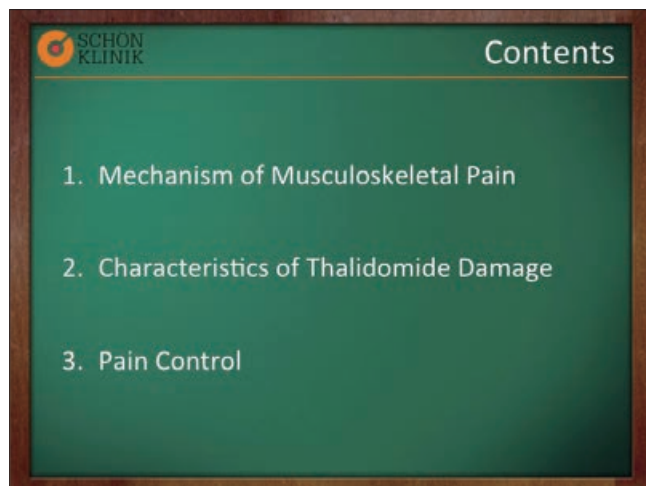 SCHÖN
KLINIK
Contents
1. Mechanism of Musculoskeletal Pain
2. Characteristics of Thalidomide Damage
3. Pain Control